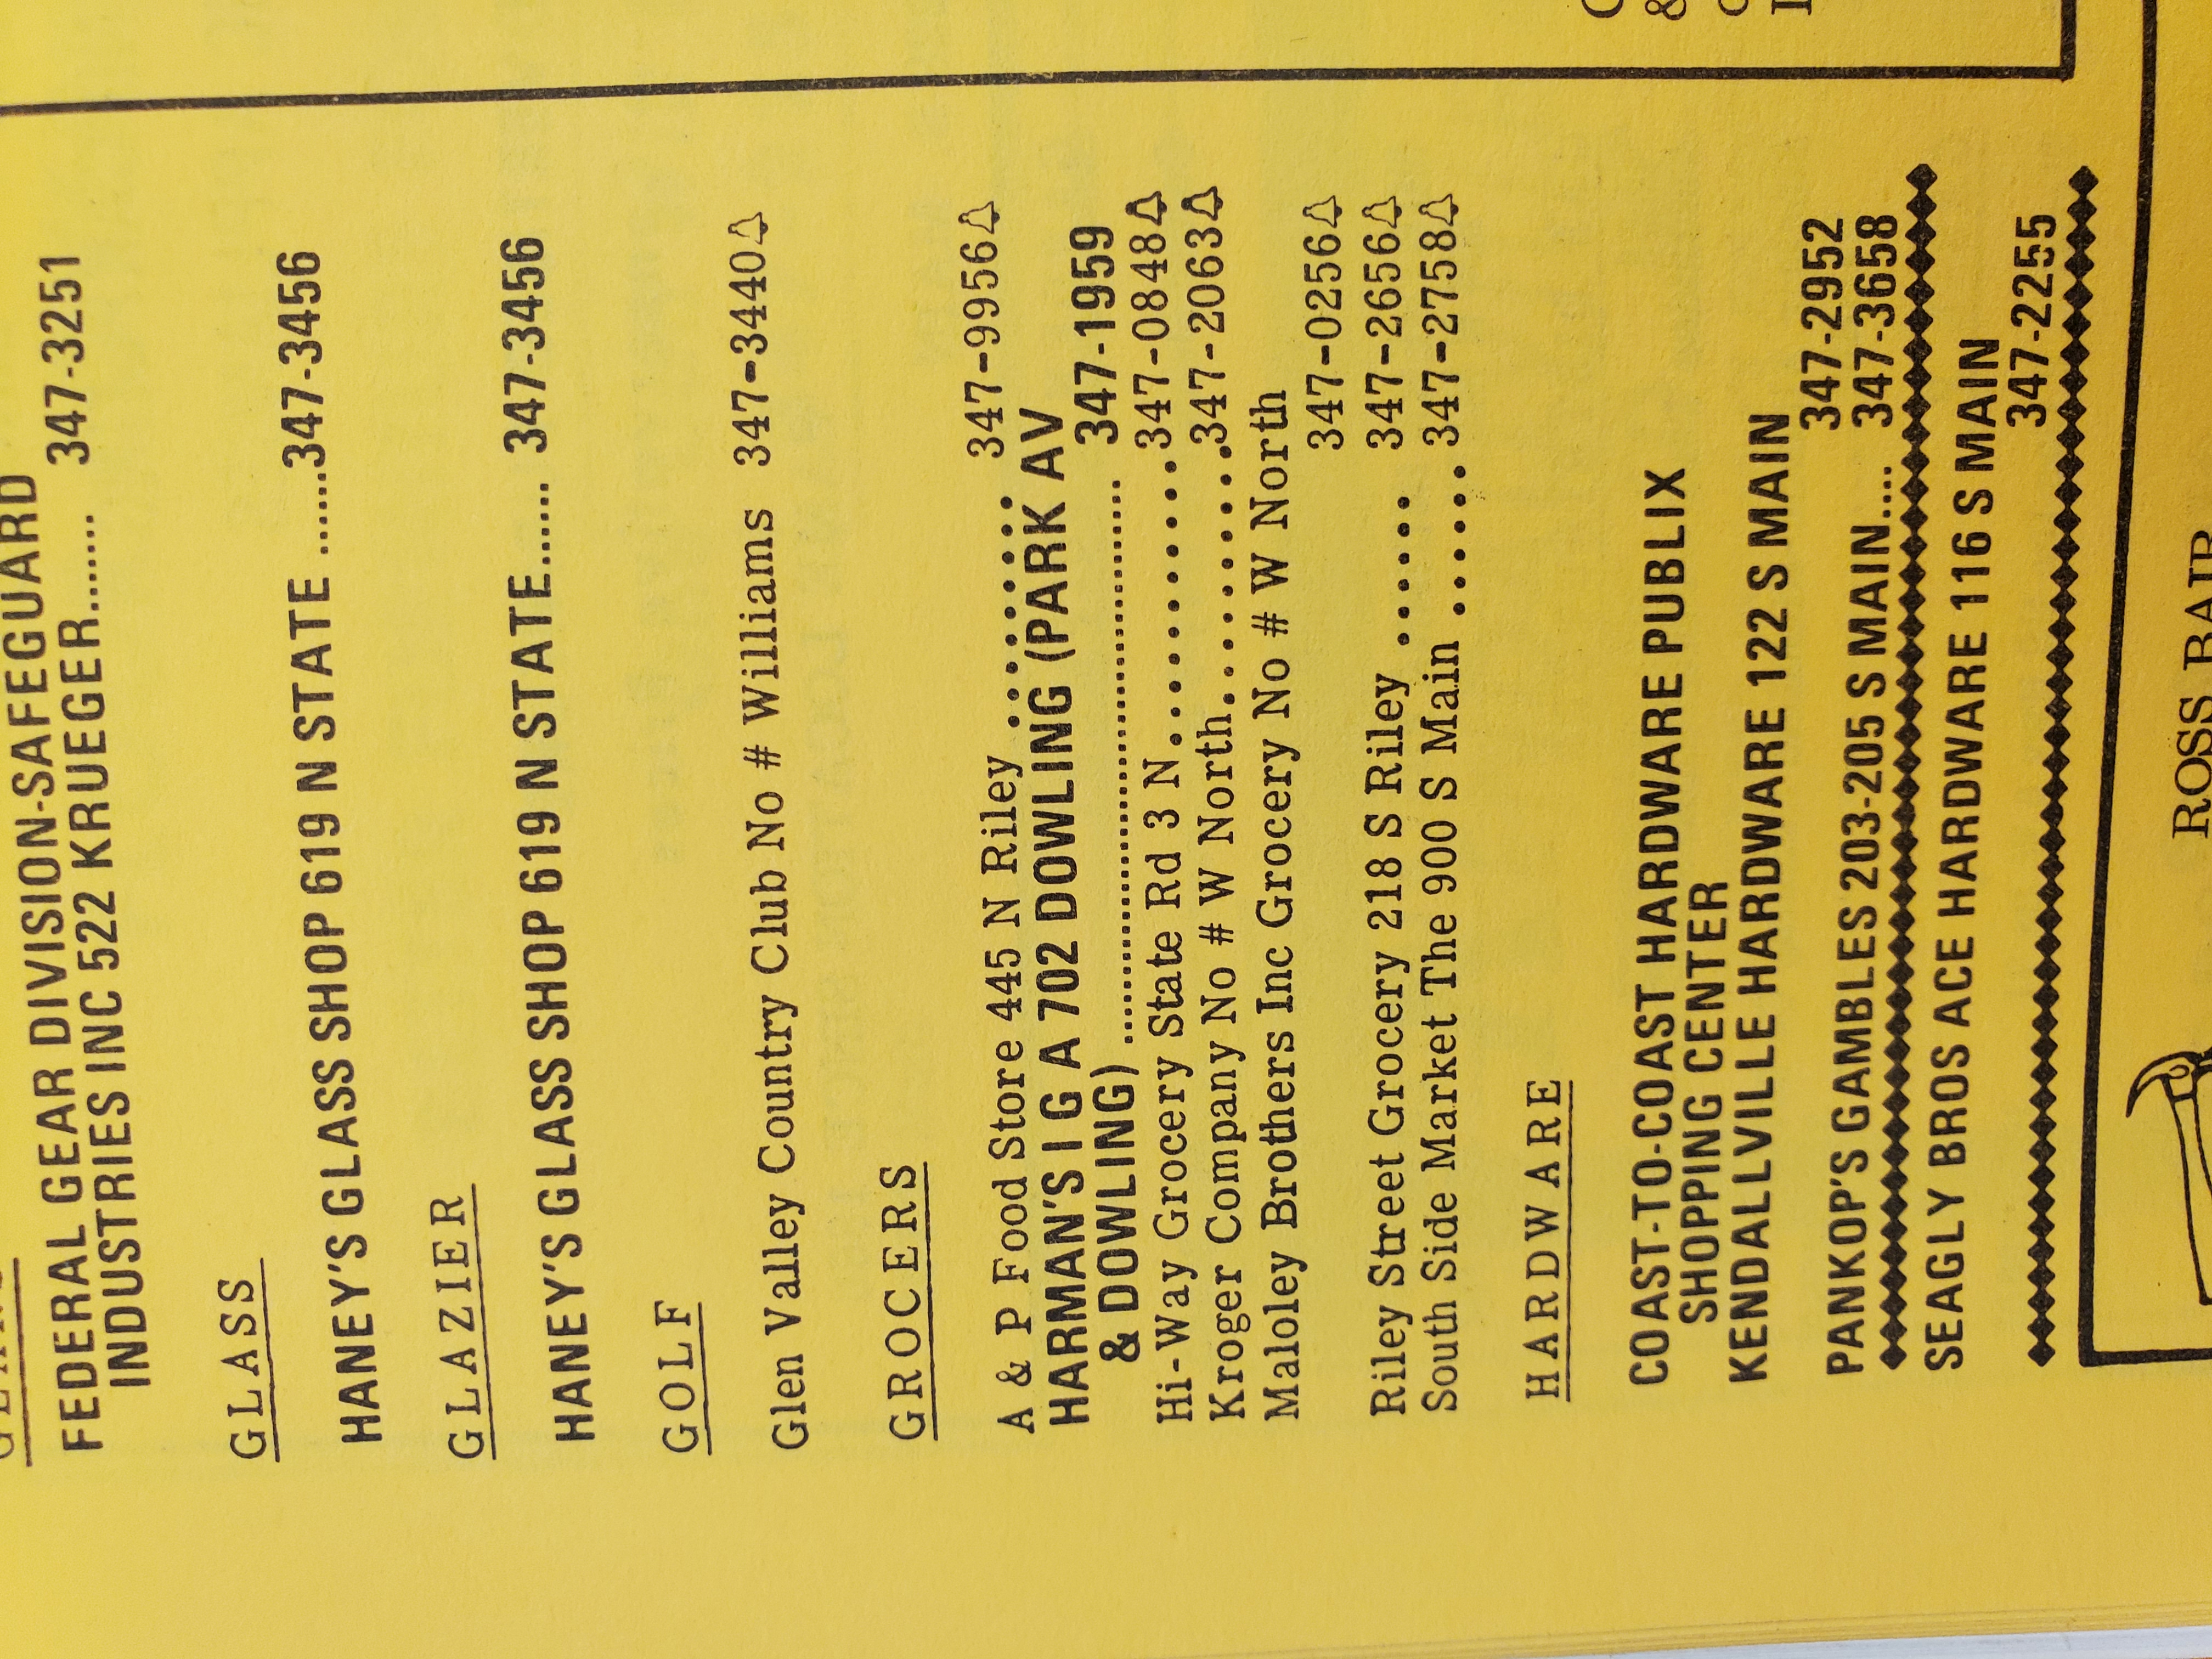 FEDERAL GEAR DIVISION-SAFEGUARD
INDUSTRIES INC 522 KRUEGER....... 347-3251
GLASS
HANEY'S GLASS SHOP 619 N STATE ......347-3456
GLAZIER
HANEY'S GLASS SHOP 619 N STATE...... 347-3456
GOLF
Glen Valley Country Club No # Williams 347-3440
GROCERS
A & P Food Store 445 N Riley ......... 347-9956
HARMAN'S I G A 702 DOWLING (PARK AV
& DOWLING) ........................................ 347-1959
Hi-Way Grocery State Rd 3 N........... 347-0848
Kroger Company No # W North.......... 347-2063
Maloley Brothers Inc Grocery No # W North
347-0256
Riley Street Grocery 218 S Riley ...... 347-2656
South Side Market The 900 S Main ...... 347-2758
HARDWARE
COAST-TO-COAST HARDWARE PUBLIX
SHOPPING CENTER
KENDALLVILLE HARDWARE 122 S MAIN
347-2952
PANKOP'S GAMBLES 203-205 S MAIN..... 347-3658
SEAGLY BROS ACE HARDWARE 116 S MAIN
347-2255
ROSS BAIR